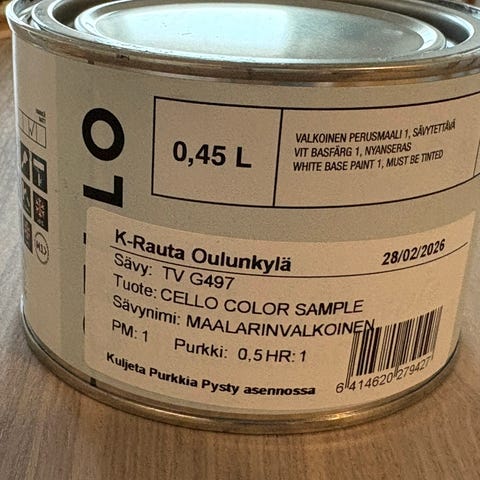 LO
0,45 L
VALKOINEN PERUSMAALI 1, SÄVYTETTÄVÄ
VIT BASFÄRG 1, NYANSERAS
WHITE BASE PAINT 1, MUST BE TINTED
K-Rauta Oulunkylä 28/02/2026
Sävy: TV G497
Tuote: CELLO COLOR SAMPLE
Sävynimi: MAALARINVALKOINEN
PM: 1 Purkki: 0,5 HR: 1
Kuljeta Purkkia Pysty asennossa
6 414620 279427